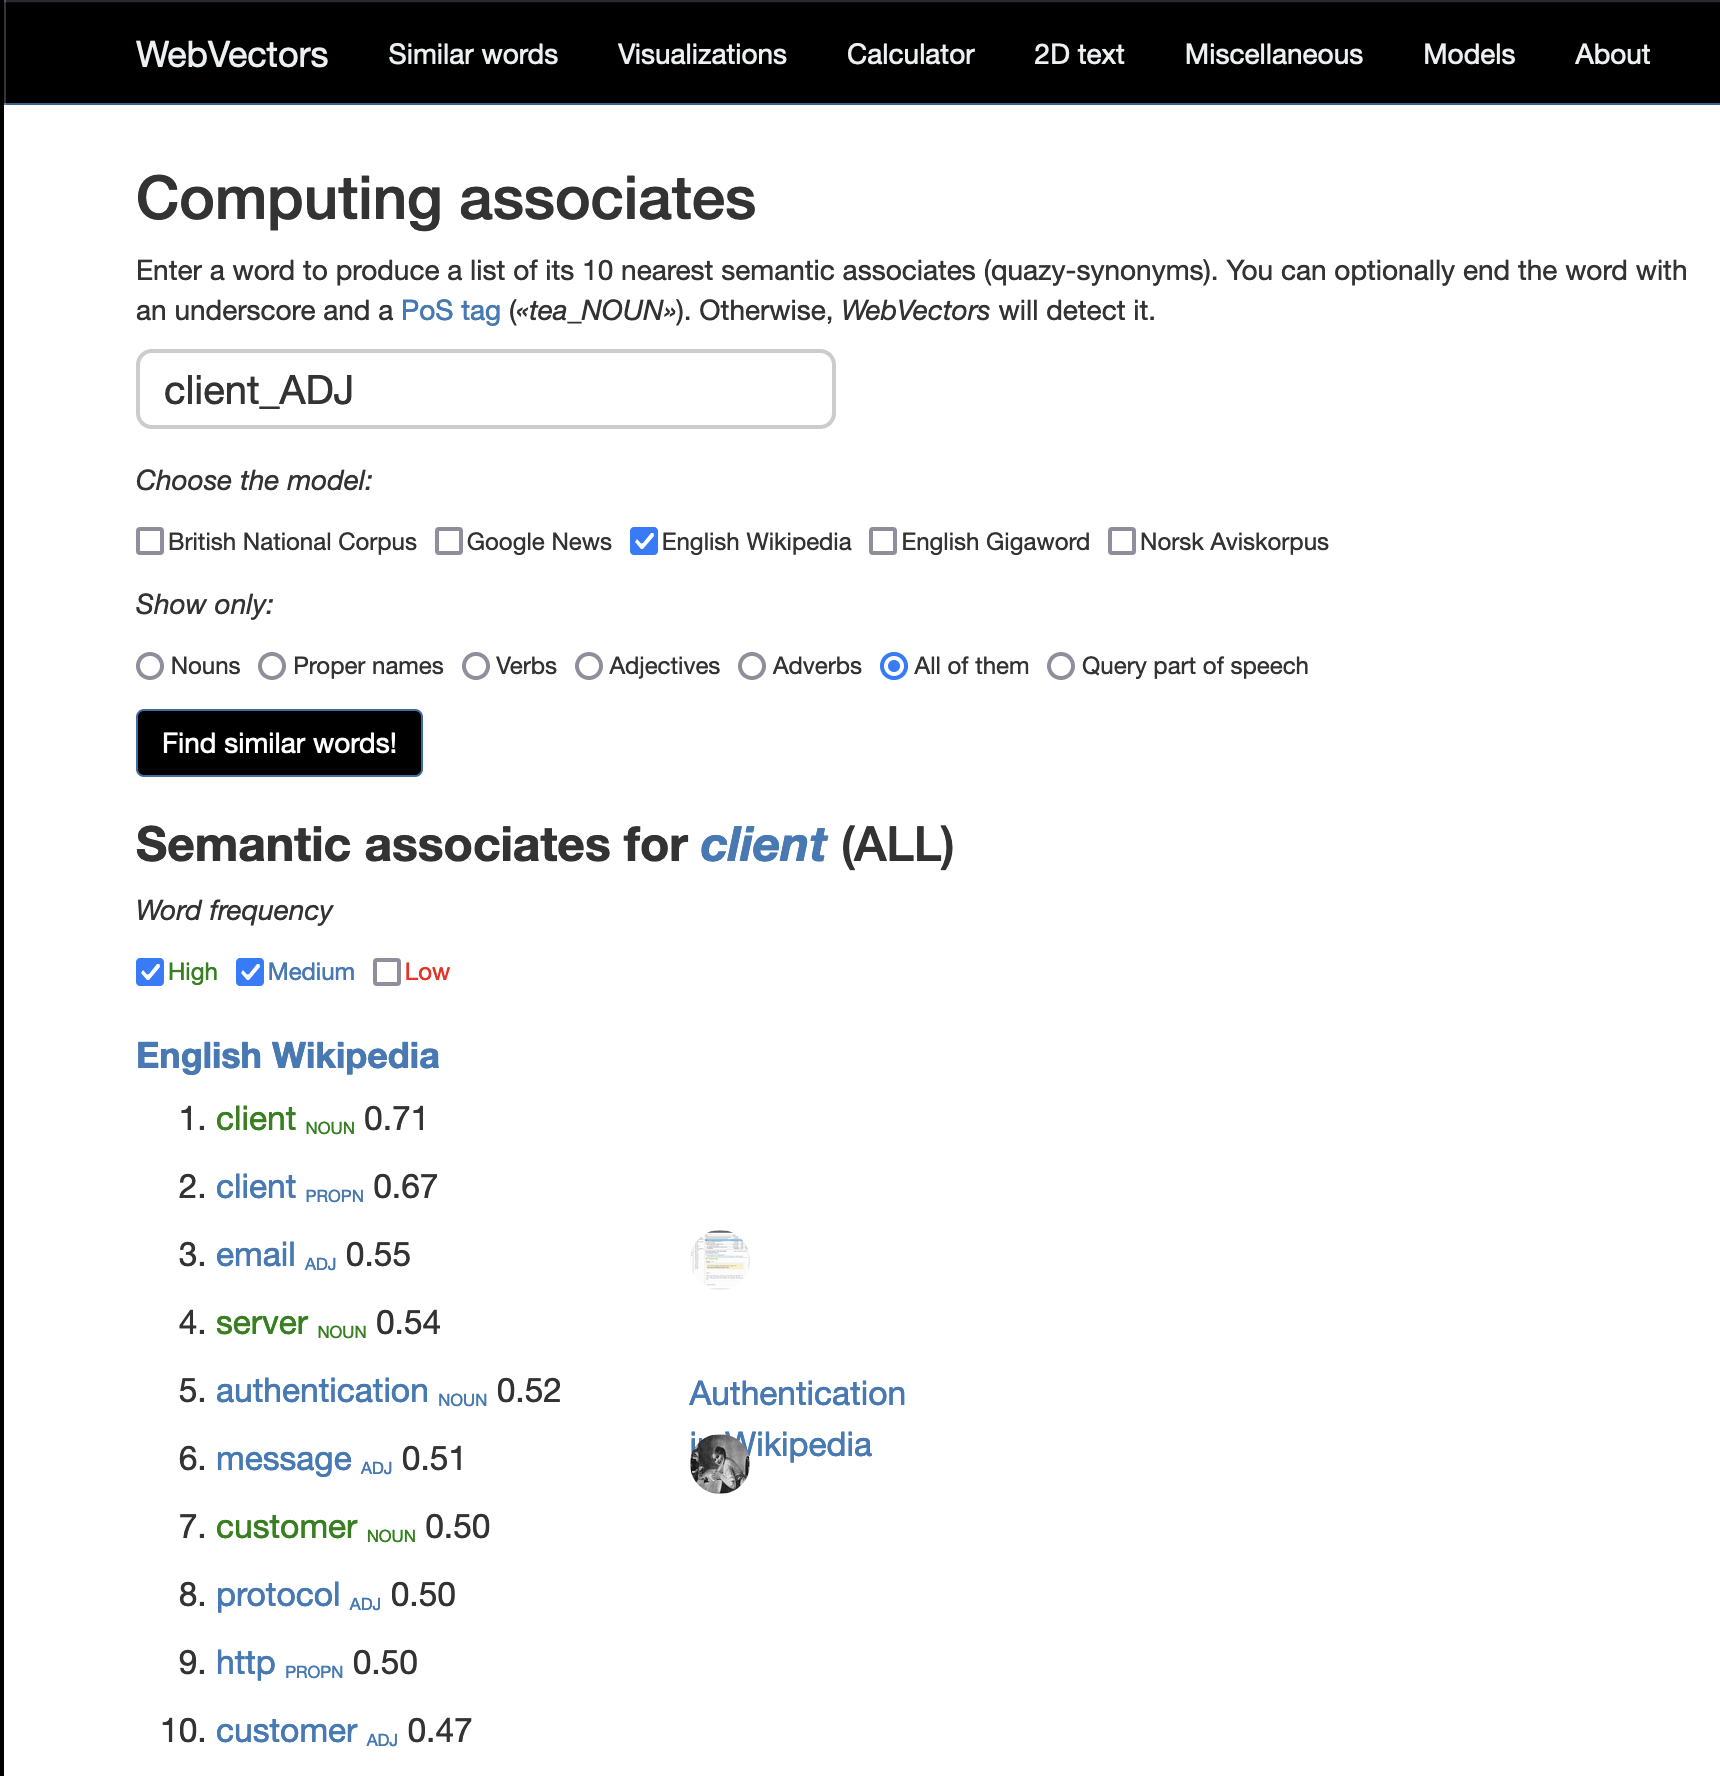 WebVectors Similar words Visualizations Calculator 2D text Miscellaneous Models About
Computing associates
Enter a word to produce a list of its 10 nearest semantic associates (quazy-synonyms). You can optionally end the word with
an underscore and a PoS tag («tea_NOUN»). Otherwise, WebVectors will detect it.
client_ADJ
Choose the model:
British National Corpus Google News English Wikipedia English Gigaword Norsk Aviskorpus
Show only:
Nouns Proper names Verbs Adjectives Adverbs All of them Query part of speech
Find similar words!
Semantic associates for client (ALL)
Word frequency
High Medium Low
English Wikipedia
1. client NOUN 0.71
2. client PROPN 0.67
3. email ADJ 0.55
4. server NOUN 0.54
5. authentication NOUN 0.52
Authentication
in Wikipedia
6. message ADJ 0.51
7. customer NOUN 0.50
8. protocol ADJ 0.50
9. http PROPN 0.50
10. customer ADJ 0.47